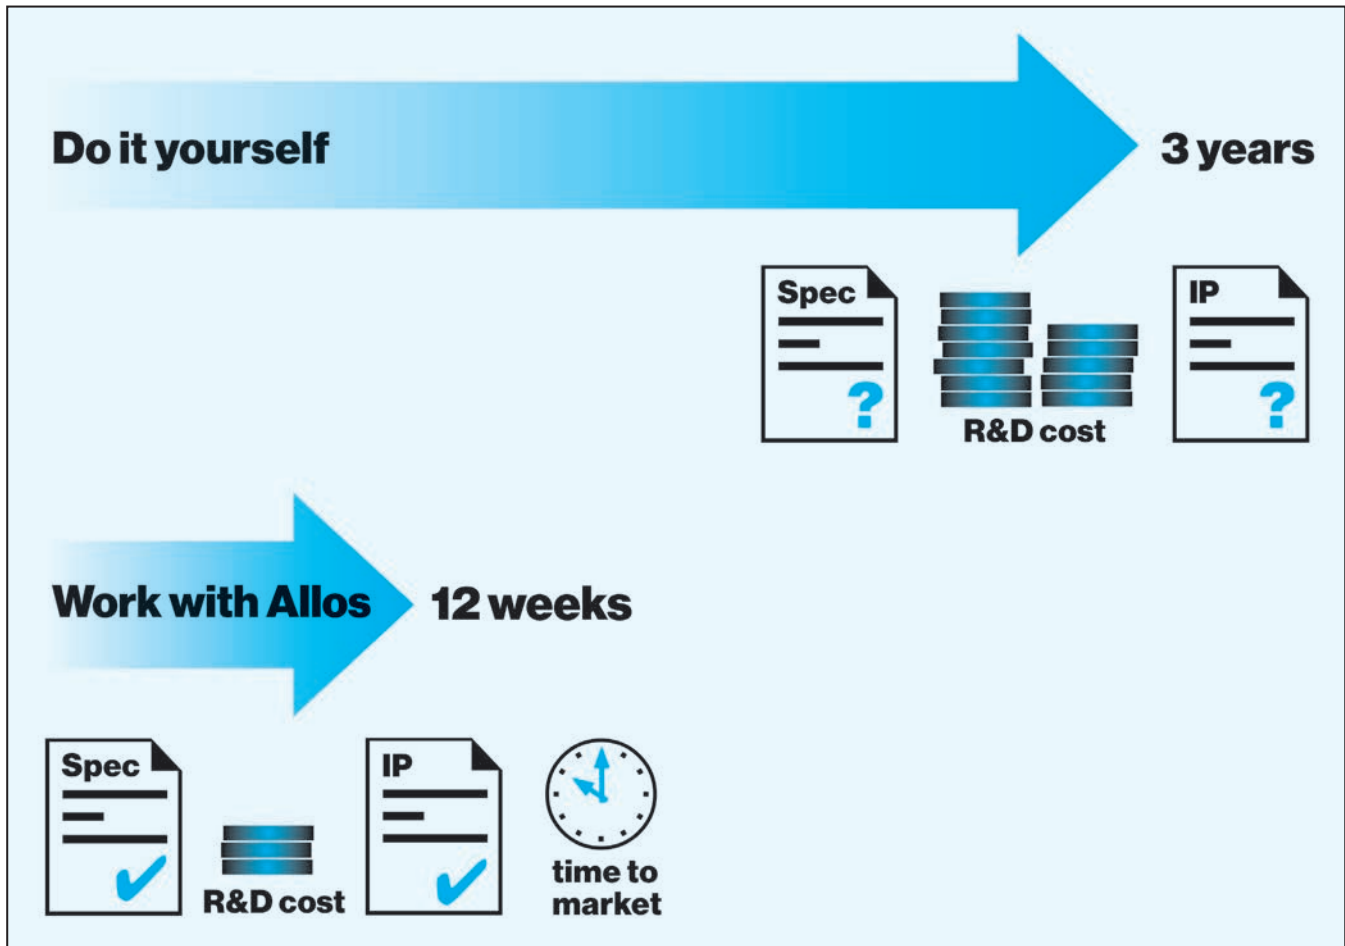 Do it yourself
3 years
Spec
?
R&D cost
IP
?
Work with Allos
12 weeks
Spec
R&D cost
IP
time to
market